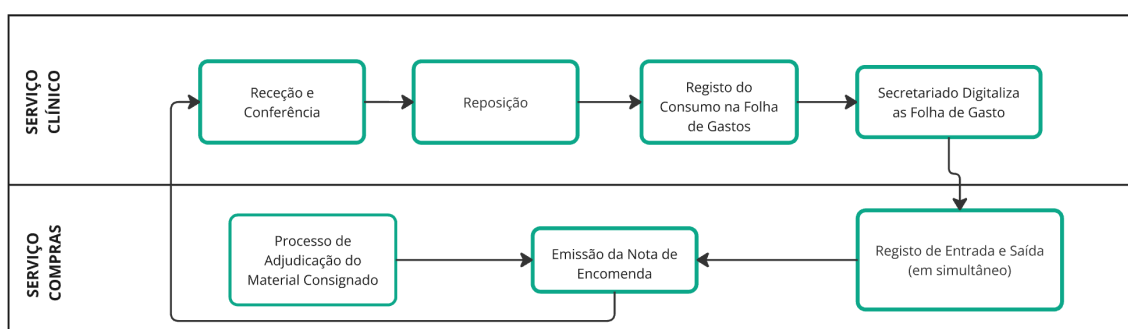 SERVIÇO
CLÍNICO
Receção e
Conferência
Reposição
Registo do
Consumo na Folha
de Gastos
Secretariado Digitaliza
as Folha de Gasto
SERVIÇO
COMPRAS
Processo de
Adjudicação do
Material Consignado
Emissão da Nota de
Encomenda
Registo de Entrada e Saída
(em simultâneo)